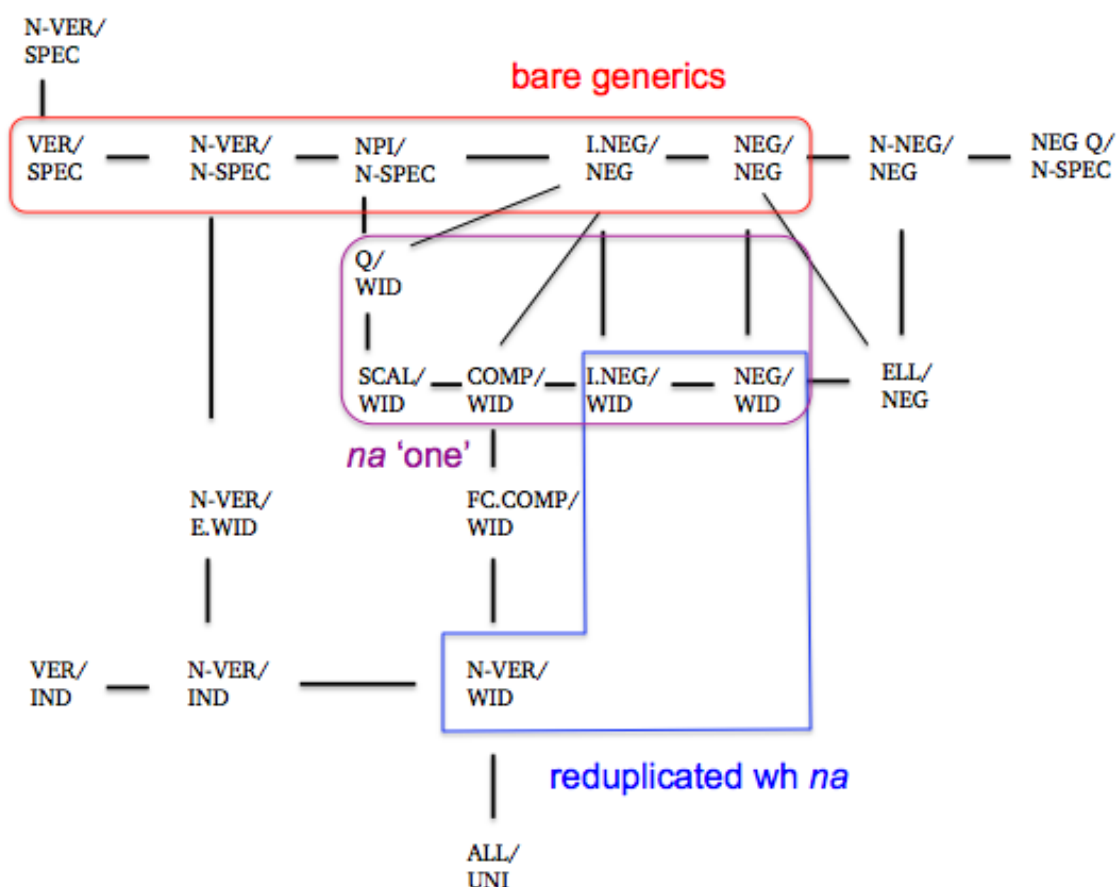 N-VER/
SPEC
bare generics
VER/
SPEC
N-VER/
N-SPEC
NPI/
N-SPEC
I.NEG/
NEG
NEG/
NEG
N-NEG/
NEG
NEG Q/
N-SPEC
Q/
WID
SCAL/
WID
COMP/
WID
I.NEG/
WID
NEG/
WID
ELL/
NEG
na ‘one’
N-VER/
E.WID
FC.COMP/
WID
VER/
IND
N-VER/
IND
N-VER/
WID
reduplicated wh na
ALL/
UNI